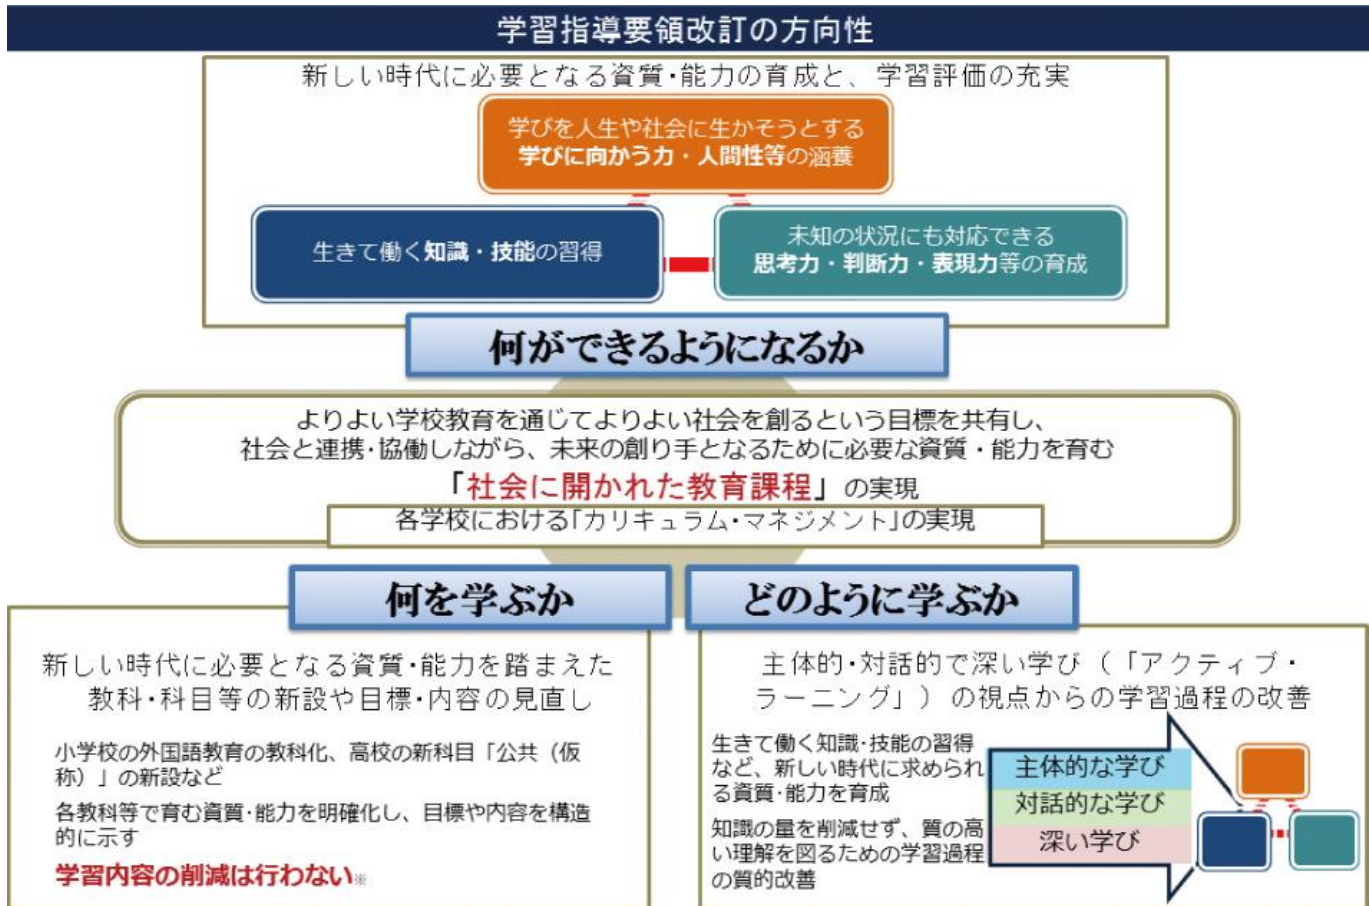 学習指導要領改訂の方向性
新しい時代に必要となる資質･能力の育成と、学習評価の充実
学びを人生や社会に生かそうとする
学びに向かう力・人間性等の涵養
生きて働く知識・技能の習得
未知の状況にも対応できる
思考力・判断力・表現力等の育成
何ができるようになるか
よりよい学校教育を通じてよりよい社会を創るという目標を共有し、
社会と連携･協働しながら、未来の創り手となるために必要な資質・能力を育む
「社会に開かれた教育課程」の実現
各学校における｢カリキュラム･マネジメント｣の実現
何を学ぶか
新しい時代に必要となる資質･能力を踏まえた
教科･科目等の新設や目標･内容の見直し
小学校の外国語教育の教科化、高校の新科目「公共（仮
称）」の新設など
各教科等で育む資質･能力を明確化し、目標や内容を構造
的に示す
学習内容の削減は行わない※
どのように学ぶか
主体的･対話的で深い学び（「アクティブ・
ラーニング」）の視点からの学習過程の改善
生きて働く知識･技能の習得
など、新しい時代に求められ
る資質･能力を育成
知識の量を削減せず、質の高
い理解を図るための学習過程
の質的改善
主体的な学び
対話的な学び
深い学び